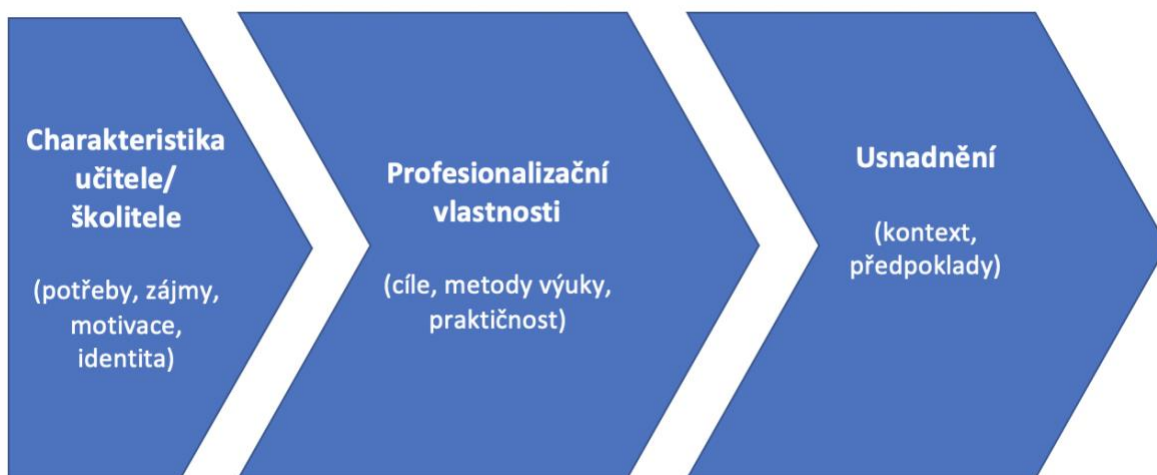 Charakteristika
učitele/
školitele
(potřeby, zájmy,
motivace,
identita)
Profesionalizační
vlastnosti
(cíle, metody výuky,
praktičnost)
Usnadnění
(kontext,
předpoklady)